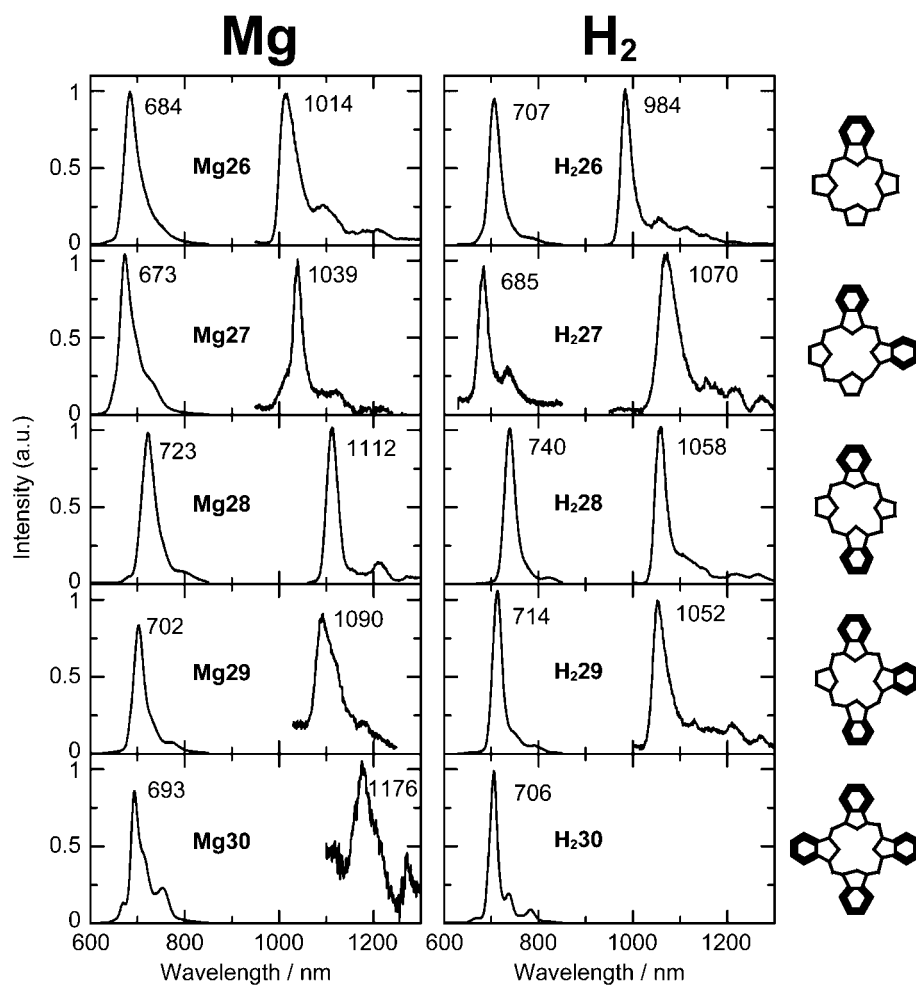 Mg H₂
1 684 1014 707 984
0.5 Mg26 H₂26
0
1 673 1039 685 1070
0.5 Mg27 H₂27
0
1 723 1112 740 1058
0.5 Mg28 H₂28
0
1 702 1090 714 1052
0.5 Mg29 H₂29
0
1 693 1176 706
0.5 Mg30 H₂30
0
600 800 1000 1200 600 800 1000 1200
Wavelength / nm Wavelength / nm
Intensity (a.u.)